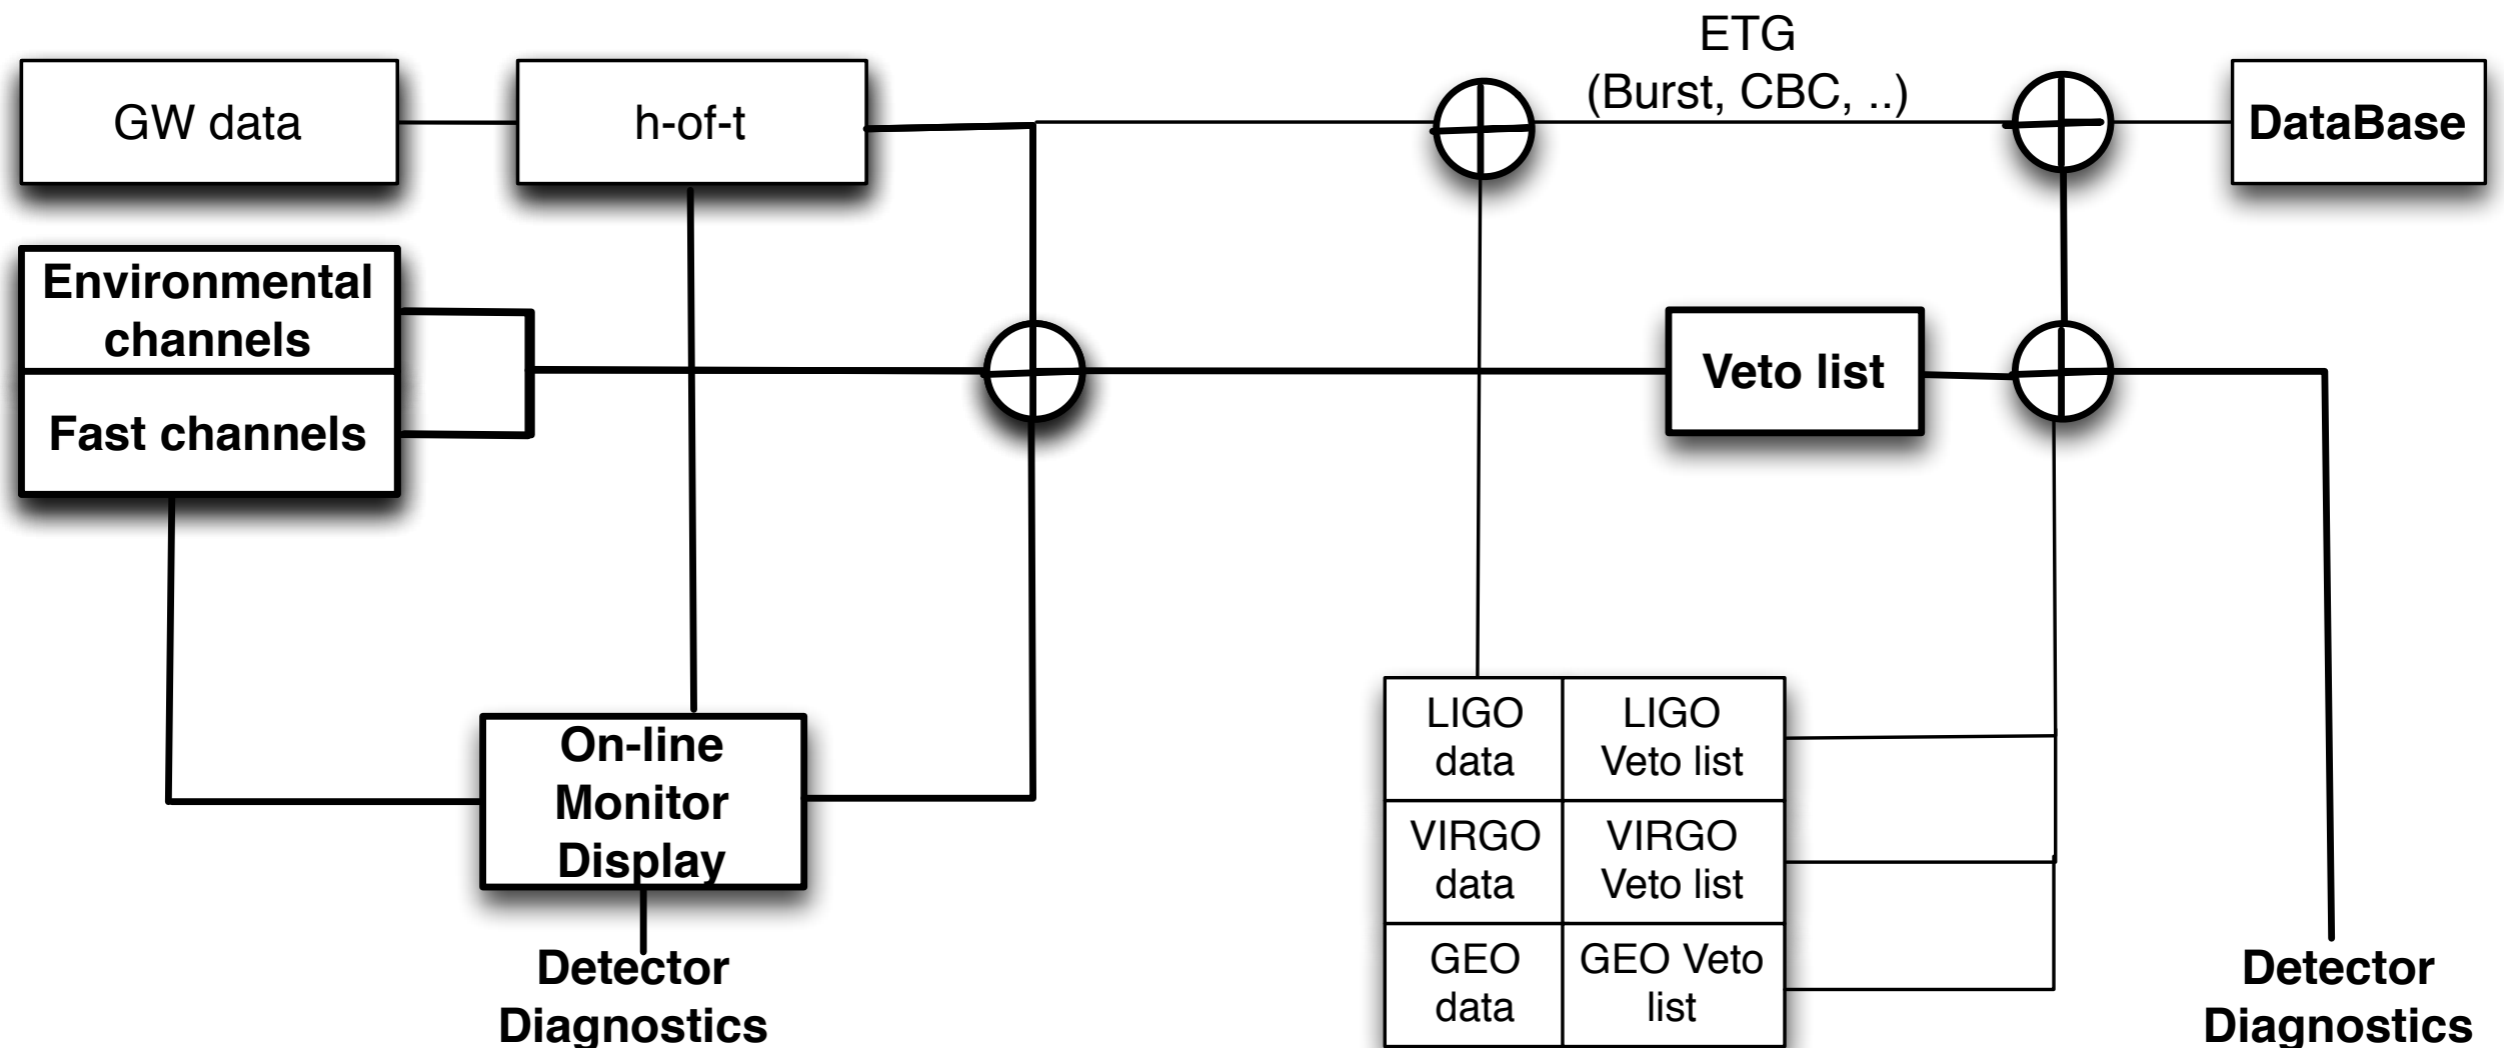 ETG
(Burst, CBC, ..)
GW data
h-of-t
DataBase
Environmental
channels
Fast channels
Veto list
On-line
Monitor
Display
Detector
Diagnostics
LIGO
data
LIGO
Veto list
VIRGO
data
VIRGO
Veto list
GEO
data
GEO Veto
list
Detector
Diagnostics